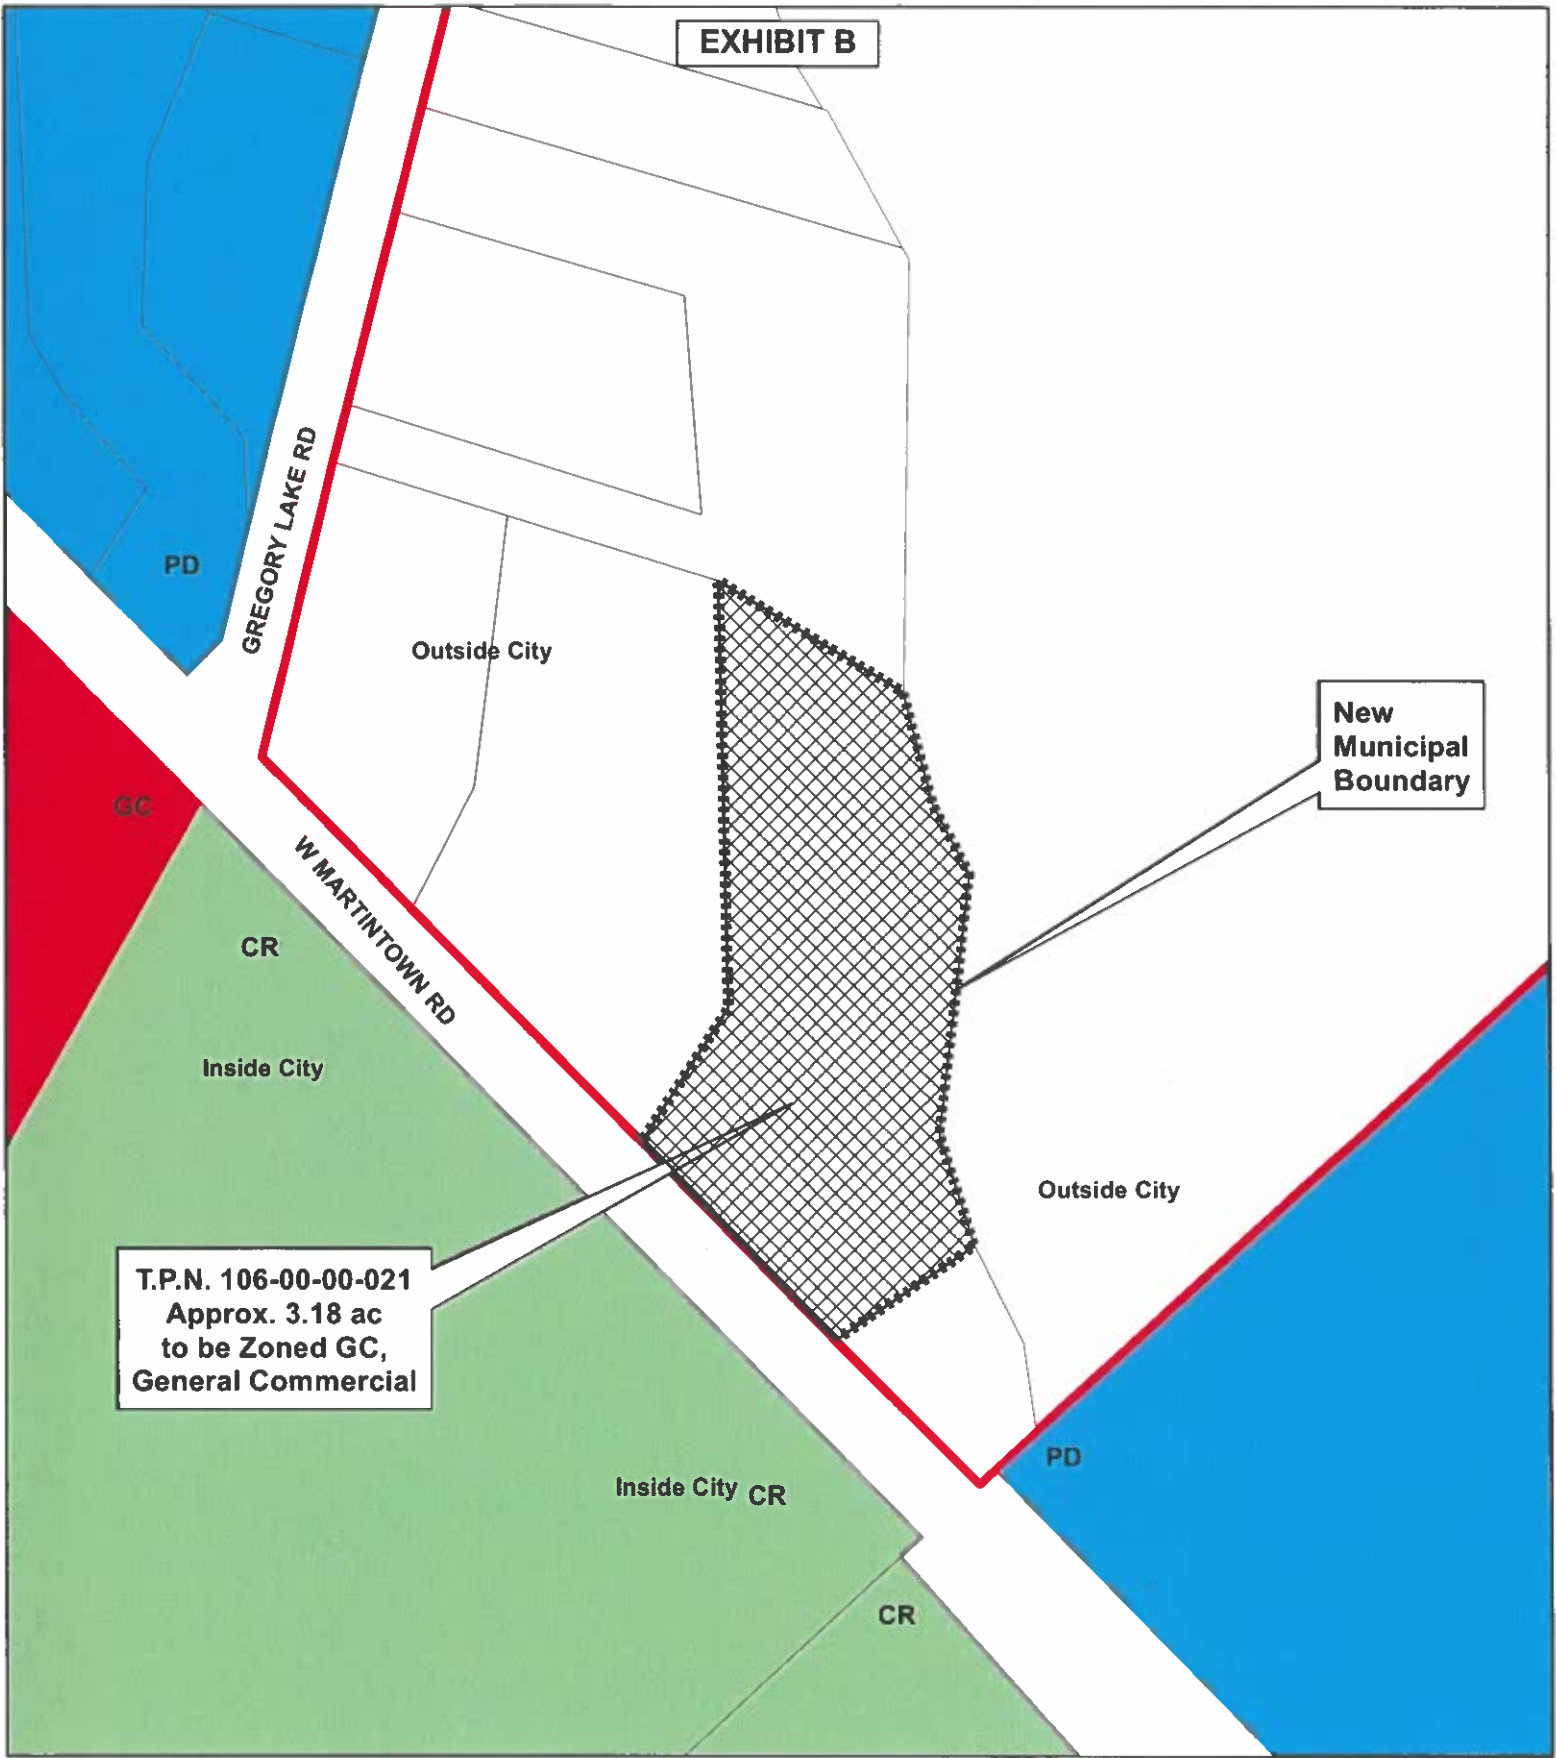 EXHIBIT B
GREGORY LAKE RD
PD
Outside City
New
Municipal
Boundary
GC
W MARTINTOWN RD
CR
Inside City
Outside City
T.P.N. 106-00-00-021
Approx. 3.18 ac
to be Zoned GC,
General Commercial
PD
Inside City CR
CR